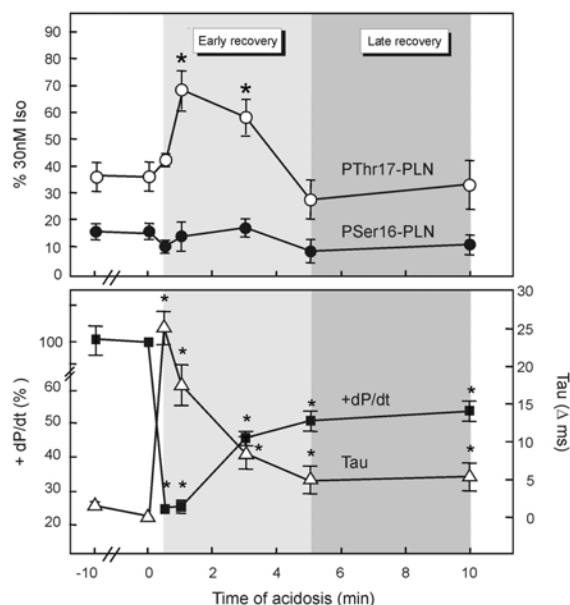 Early recovery
Late recovery
% 30nM Iso
90
80
70
60
50
40
30
20
10
0
* *
PThr17-PLN
PSer16-PLN
+ dP/dt (%)
100
60
50
40
30
20
Tau (Δ ms)
30
25
20
15
10
5
0
* * * * * * * * * *
+dP/dt
Tau
-10 0 2 4 6 8 10
Time of acidosis (min)